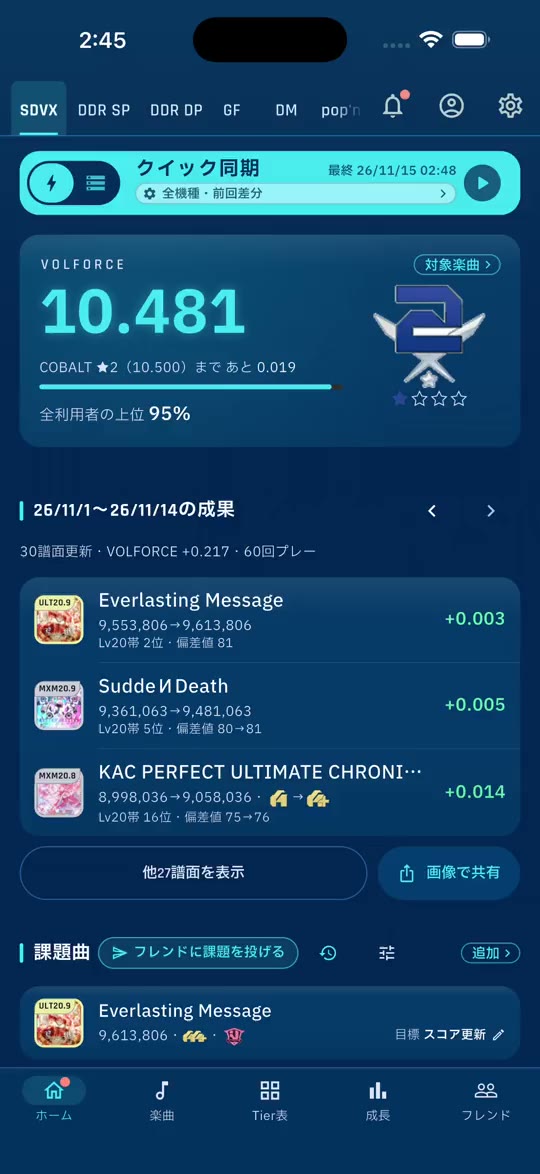 2:45
SDVX DDR SP DDR DP GF DM pop'n
クイック同期 最終 26/11/15 02:48
全機種・前回差分
VOLFORCE 対象楽曲
10.481
COBALT ★2（10.500）まで あと 0.019
全利用者の上位 95%
26/11/1〜26/11/14の成果
30譜面更新・VOLFORCE +0.217・60回プレー
ULT20.9
Everlasting Message
9,553,806→9,613,806 +0.003
Lv20帯 2位・偏差値 81
MXM20.9
SuddeИDeath
9,361,063→9,481,063 +0.005
Lv20帯 5位・偏差値 80→81
MXM20.8
KAC PERFECT ULTIMATE CHRONI…
8,998,036→9,058,036・ → +0.014
Lv20帯 16位・偏差値 75→76
他27譜面を表示 画像で共有
課題曲 フレンドに課題を投げる 追加
ULT20.9
Everlasting Message
9,613,806・ ・ 目標 スコア更新
ホーム 楽曲 Tier表 成長 フレンド